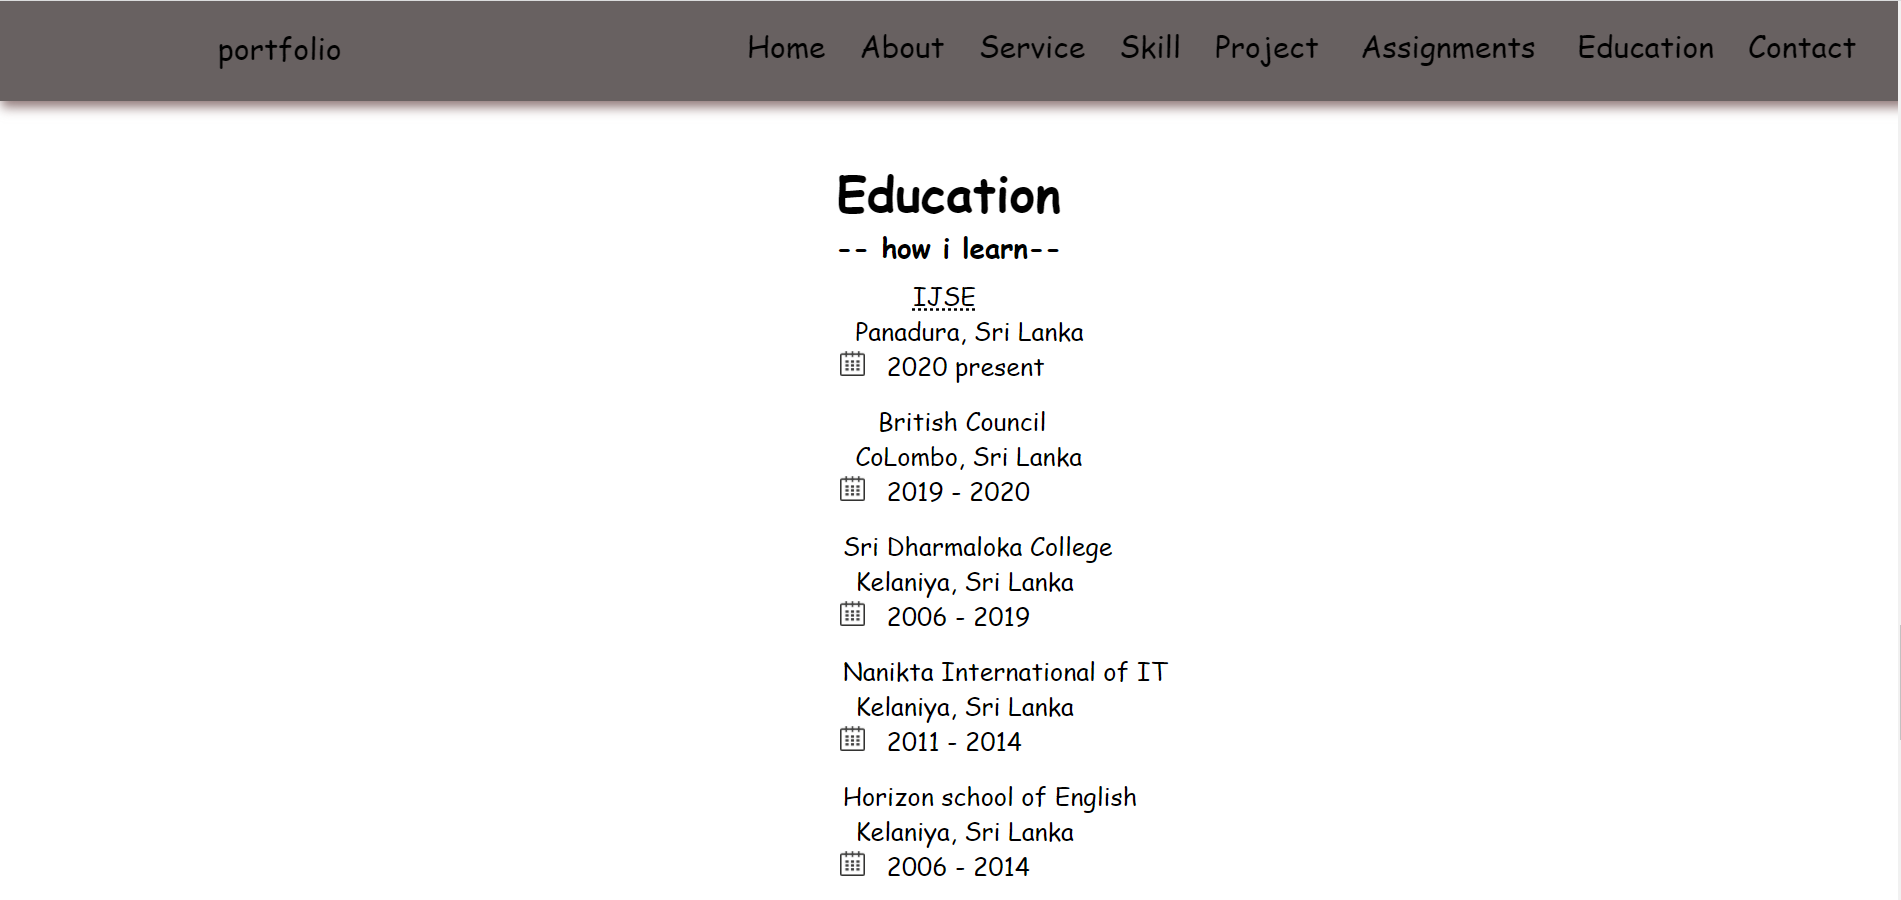 portfolio Home About Service Skill Project Assignments Education Contact
Education
-- how i learn--
IJSE
Panadura, Sri Lanka
2020 present
British Council
CoLombo, Sri Lanka
2019 - 2020
Sri Dharmaloka College
Kelaniya, Sri Lanka
2006 - 2019
Nanikta International of IT
Kelaniya, Sri Lanka
2011 - 2014
Horizon school of English
Kelaniya, Sri Lanka
2006 - 2014